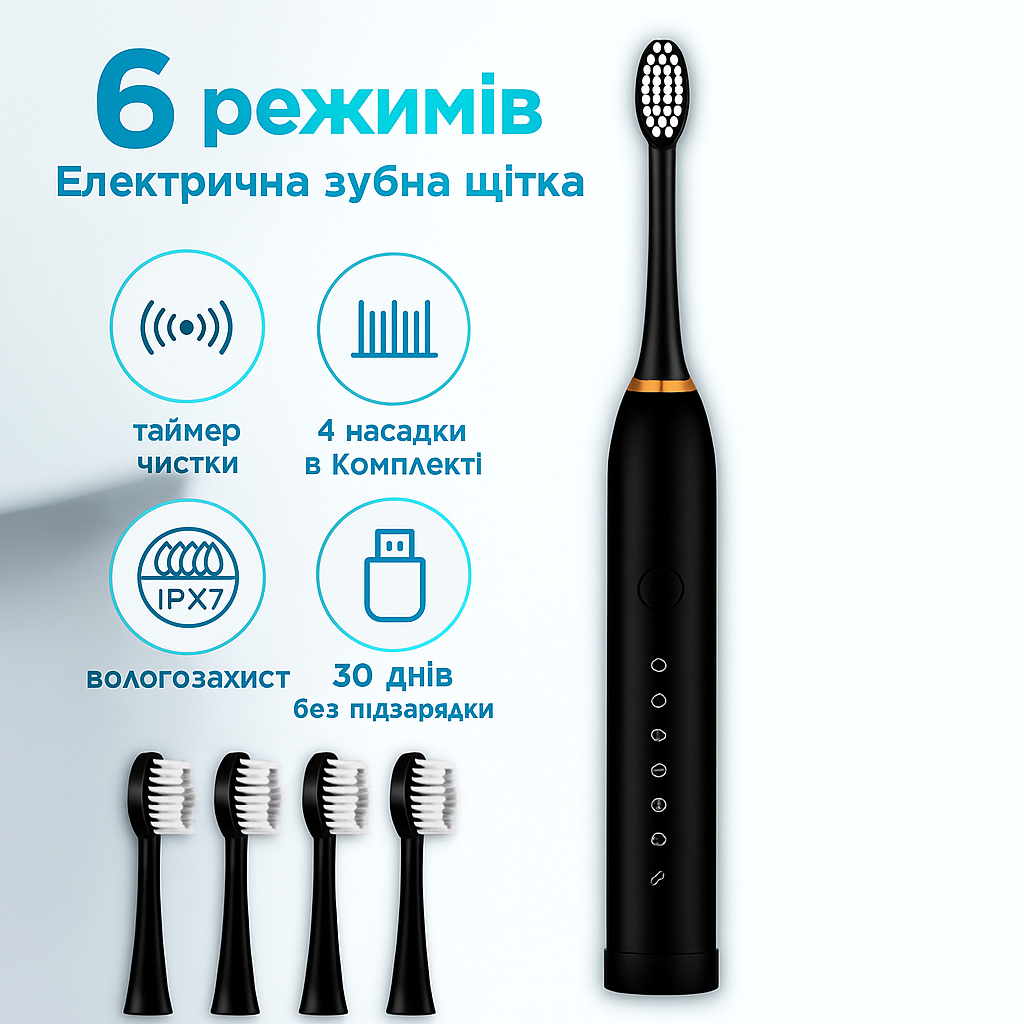 6 режимів
Електрична зубна щітка
таймер
чистки
4 насадки
в Комплекті
IPX7
вологозахист
30 днів
без підзарядки